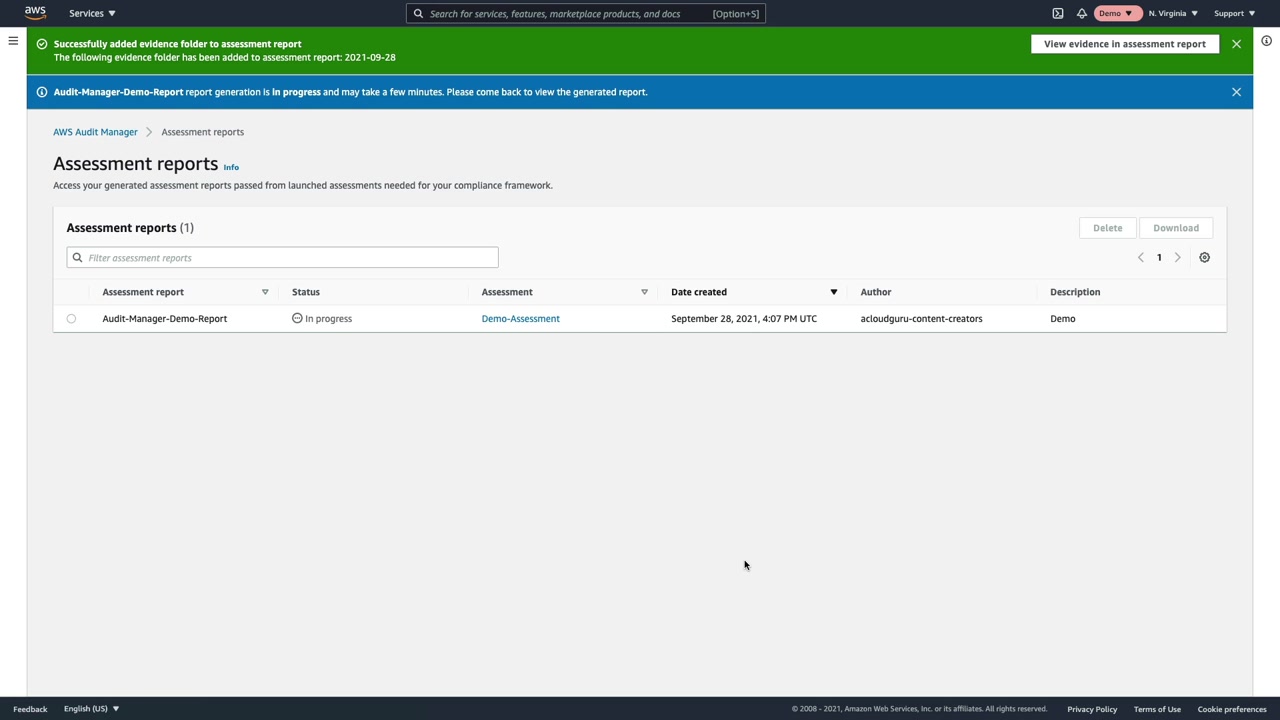 aws Services Search for services, features, marketplace products, and docs [Option+S] Demo N. Virginia Support
Successfully added evidence folder to assessment report
View evidence in assessment report
The following evidence folder has been added to assessment report: 2021-09-28
Audit-Manager-Demo-Report report generation is in progress and may take a few minutes. Please come back to view the generated report.
AWS Audit Manager Assessment reports
Assessment reports Info
Access your generated assessment reports passed from launched assessments needed for your compliance framework.
Assessment reports (1) Delete Download
Filter assessment reports 1
Assessment report Status Assessment Date created Author Description
Audit-Manager-Demo-Report In progress Demo-Assessment September 28, 2021, 4:07 PM UTC acloudguru-content-creators Demo
Feedback English (US) © 2008 - 2021, Amazon Web Services, Inc. or its affiliates. All rights reserved. Privacy Policy Terms of Use Cookie preferences